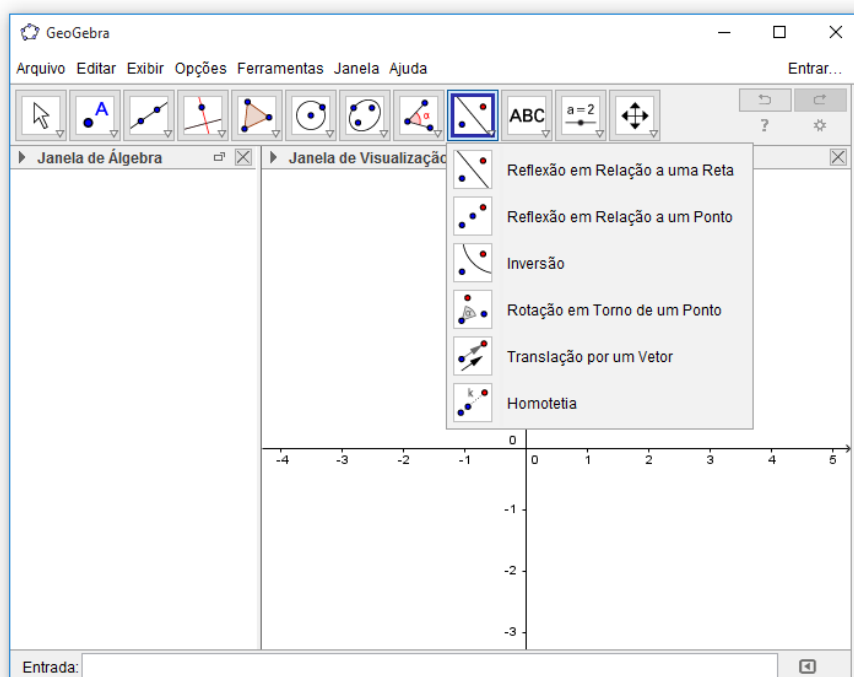 GeoGebra
Arquivo Editar Exibir Opções Ferramentas Janela Ajuda Entrar...
A α ABC a=2
?
Janela de Álgebra
Janela de Visualização
Reflexão em Relação a uma Reta
Reflexão em Relação a um Ponto
Inversão
α Rotação em Torno de um Ponto
Translação por um Vetor
k Homotetia
0
-4 -3 -2 -1 0 1 2 3 4 5
-1
-2
-3
Entrada: